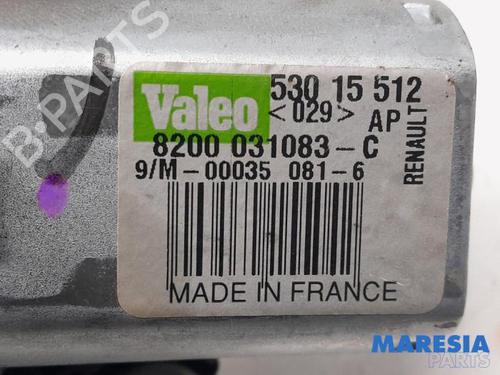 Valeo 530 15 512
<029> AP
RENAULT
8200 031083-C
9/M-00035 081-6
MADE IN FRANCE
B-PARTS
MARESIA
PARTS